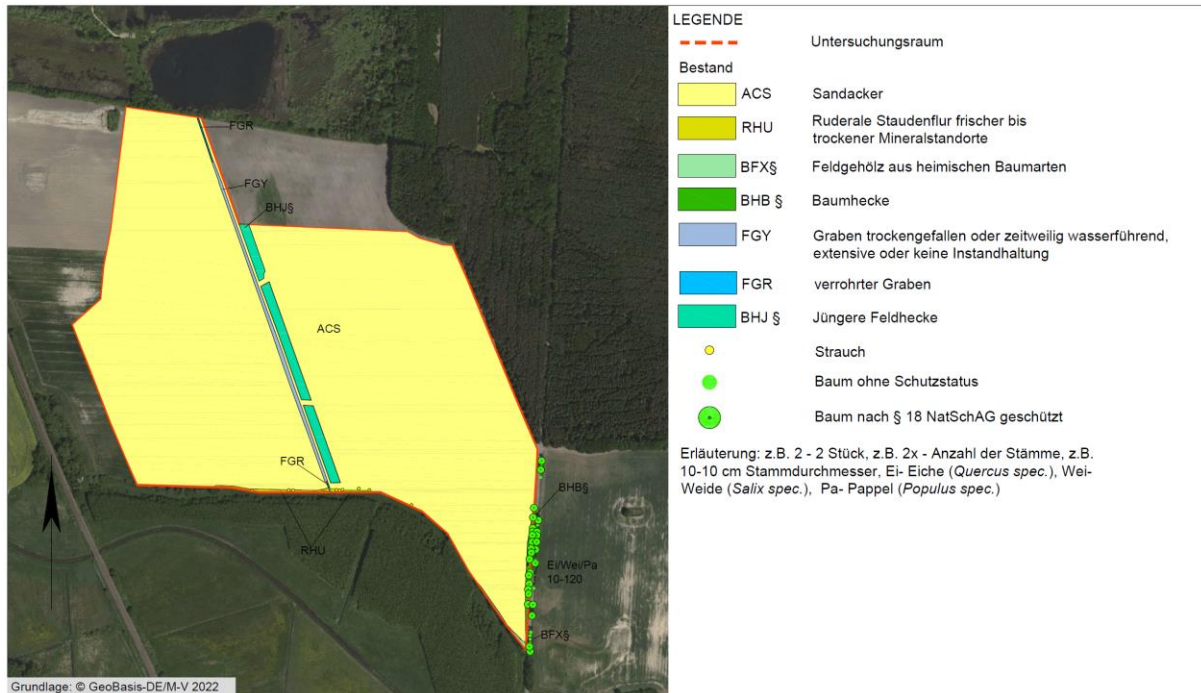 FGR
FGY
BHJ§
ACS
FGR
BHB§
RHU
Ei/Wei/Pa
10-120
BFX§
Grundlage: © GeoBasis-DE/M-V 2022
LEGENDE
Untersuchungsraum
Bestand
ACS Sandacker
RHU Ruderale Staudenflur frischer bis
trockener Mineralstandorte
BFX§ Feldgehölz aus heimischen Baumarten
BHB § Baumhecke
FGY Graben trockengefallen oder zeitweilig wasserführend,
extensive oder keine Instandhaltung
FGR verrohrter Graben
BHJ § Jüngere Feldhecke
Strauch
Baum ohne Schutzstatus
Baum nach § 18 NatSchAG geschützt
Erläuterung: z.B. 2 - 2 Stück, z.B. 2x - Anzahl der Stämme, z.B.
10-10 cm Stammdurchmesser, Ei- Eiche (Quercus spec.), Wei-
Weide (Salix spec.), Pa- Pappel (Populus spec.)